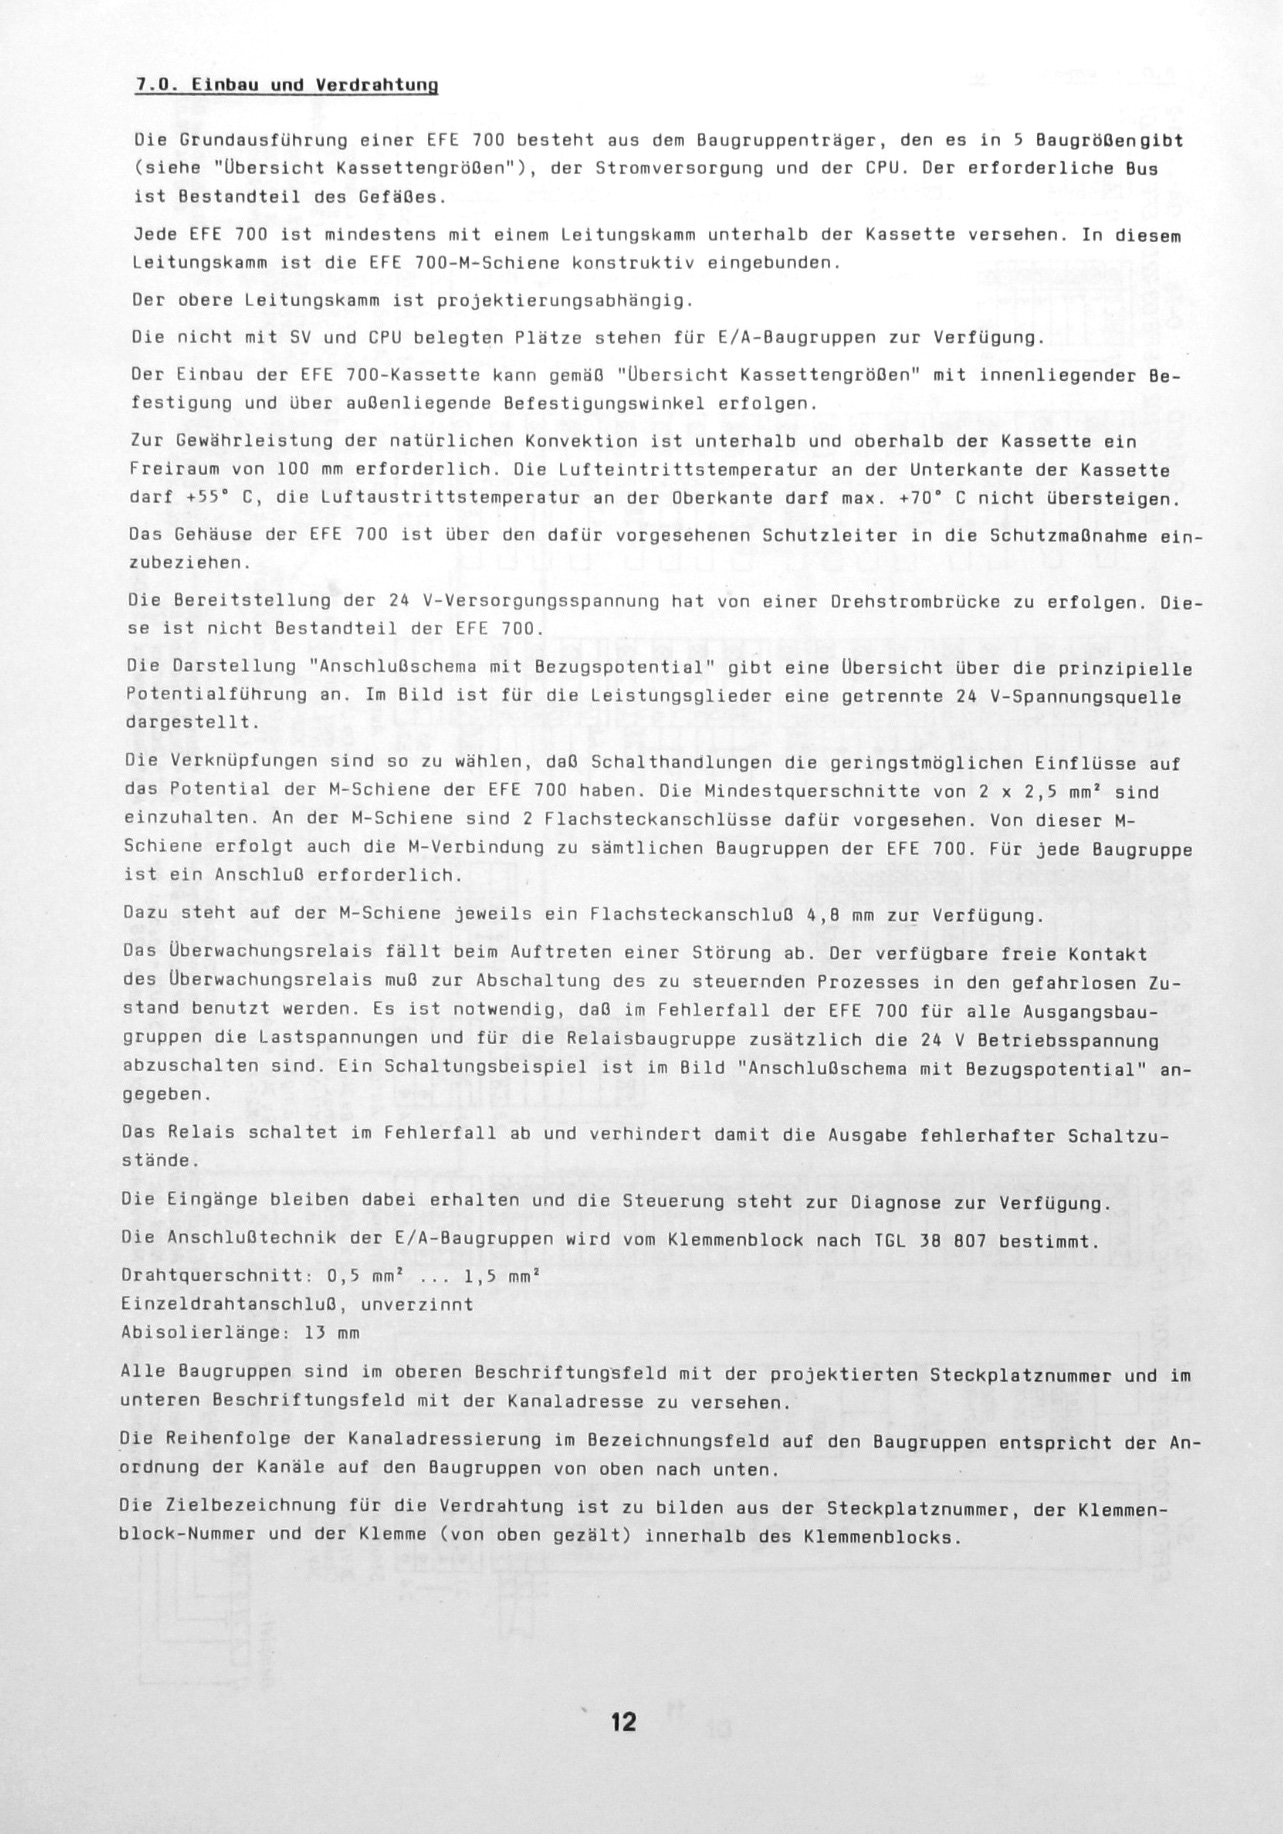 7.0. Einbau und Verdrahtung
Die Grundausführung einer EFE 700 besteht aus dem Baugruppenträger, den es in 5 Baugrößen gibt
(siehe "Übersicht Kassettengrößen"), der Stromversorgung und der CPU. Der erforderliche Bus
ist Bestandteil des Gefäßes.
Jede EFE 700 ist mindestens mit einem Leitungskamm unterhalb der Kassette versehen. In diesem
Leitungskamm ist die EFE 700-M-Schiene konstruktiv eingebunden.
Der obere Leitungskamm ist projektierungsabhängig.
Die nicht mit SV und CPU belegten Plätze stehen für E/A-Baugruppen zur Verfügung.
Der Einbau der EFE 700-Kassette kann gemäß "Übersicht Kassettengrößen" mit innenliegender Be-
festigung und über außenliegende Befestigungswinkel erfolgen.
Zur Gewährleistung der natürlichen Konvektion ist unterhalb und oberhalb der Kassette ein
Freiraum von 100 mm erforderlich. Die Lufteintrittstemperatur an der Unterkante der Kassette
darf +55° C, die Luftaustrittstemperatur an der Oberkante darf max. +70° C nicht übersteigen.
Das Gehäuse der EFE 700 ist über den dafür vorgesehenen Schutzleiter in die Schutzmaßnahme ein-
zubeziehen.
Die Bereitstellung der 24 V-Versorgungsspannung hat von einer Drehstrombrücke zu erfolgen. Die-
se ist nicht Bestandteil der EFE 700.
Die Darstellung "Anschlußschema mit Bezugspotential" gibt eine Übersicht über die prinzipielle
Potentialführung an. Im Bild ist für die Leistungsglieder eine getrennte 24 V-Spannungsquelle
dargestellt.
Die Verknüpfungen sind so zu wählen, daß Schalthandlungen die geringstmöglichen Einflüsse auf
das Potential der M-Schiene der EFE 700 haben. Die Mindestquerschnitte von 2 x 2,5 mm² sind
einzuhalten. An der M-Schiene sind 2 Flachsteckanschlüsse dafür vorgesehen. Von dieser M-
Schiene erfolgt auch die M-Verbindung zu sämtlichen Baugruppen der EFE 700. Für jede Baugruppe
ist ein Anschluß erforderlich.
Dazu steht auf der M-Schiene jeweils ein Flachsteckanschluß 4,8 mm zur Verfügung.
Das Überwachungsrelais fällt beim Auftreten einer Störung ab. Der verfügbare freie Kontakt
des Überwachungsrelais muß zur Abschaltung des zu steuernden Prozesses in den gefahrlosen Zu-
stand benutzt werden. Es ist notwendig, daß im Fehlerfall der EFE 700 für alle Ausgangsbau-
gruppen die Lastspannungen und für die Relaisbaugruppe zusätzlich die 24 V Betriebsspannung
abzuschalten sind. Ein Schaltungsbeispiel ist im Bild "Anschlußschema mit Bezugspotential" an-
gegeben.
Das Relais schaltet im Fehlerfall ab und verhindert damit die Ausgabe fehlerhafter Schaltzu-
stände.
Die Eingänge bleiben dabei erhalten und die Steuerung steht zur Diagnose zur Verfügung.
Die Anschlußtechnik der E/A-Baugruppen wird vom Klemmenblock nach TGL 38 807 bestimmt.
Drahtquerschnitt: 0,5 mm² ... 1,5 mm²
Einzeldrahtanschluß, unverzinnt
Abisolierlänge: 13 mm
Alle Baugruppen sind im oberen Beschriftungsfeld mit der projektierten Steckplatznummer und im
unteren Beschriftungsfeld mit der Kanaladresse zu versehen.
Die Reihenfolge der Kanaladressierung im Bezeichnungsfeld auf den Baugruppen entspricht der An-
ordnung der Kanäle auf den Baugruppen von oben nach unten.
Die Zielbezeichnung für die Verdrahtung ist zu bilden aus der Steckplatznummer, der Klemmen-
block-Nummer und der Klemme (von oben gezält) innerhalb des Klemmenblocks.
12